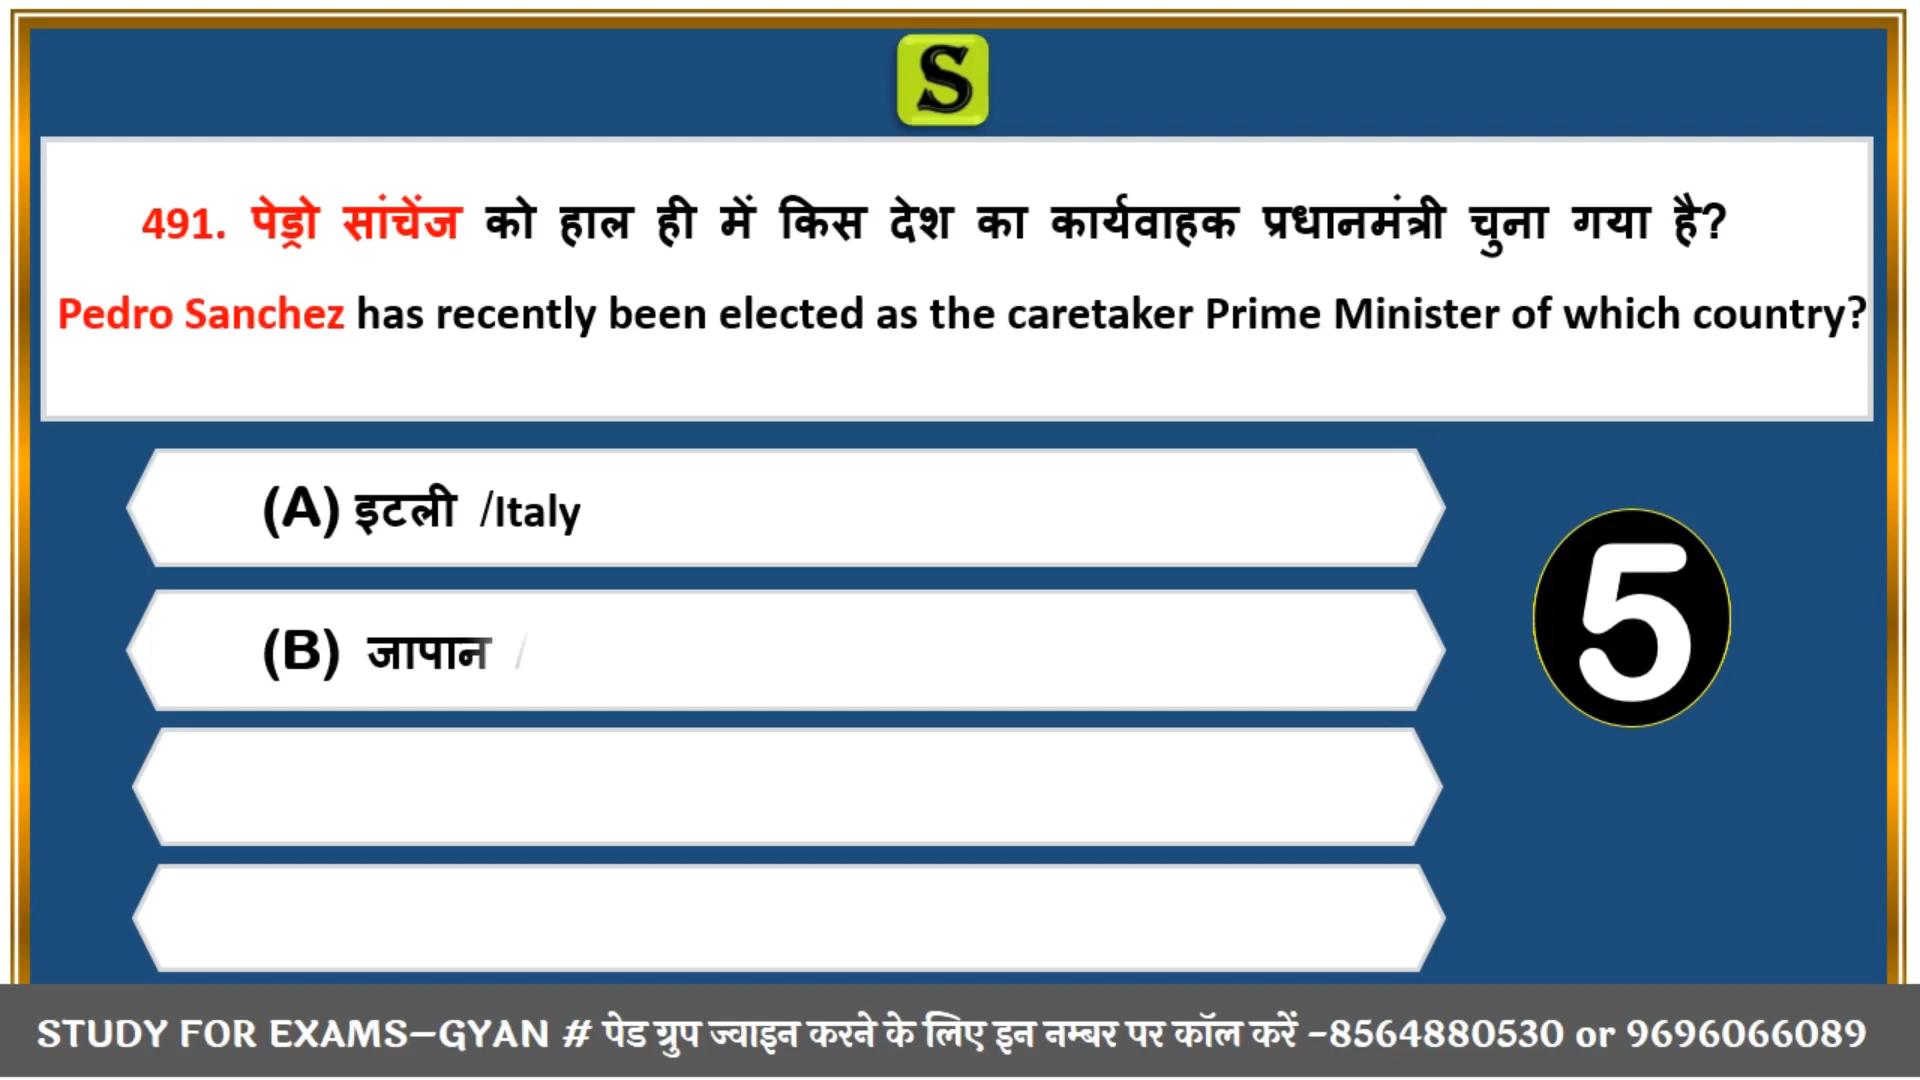 S
491. पेड्रो सांचेंज को हाल ही में किस देश का कार्यवाहक प्रधानमंत्री चुना गया है?
Pedro Sanchez has recently been elected as the caretaker Prime Minister of which country?
(A) इटली /Italy
(B) जापान /
5
STUDY FOR EXAMS–GYAN # पेड ग्रुप ज्वाइन करने के लिए इन नम्बर पर कॉल करें -8564880530 or 9696066089